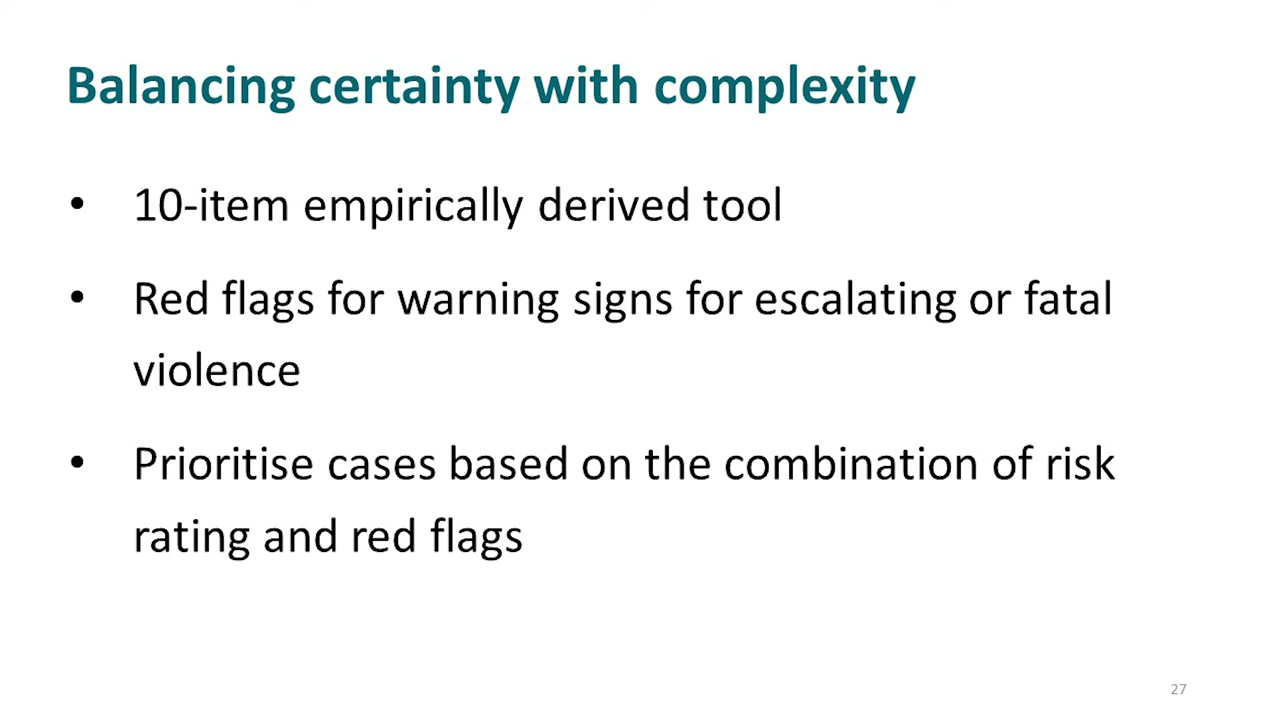 Balancing certainty with complexity
• 10-item empirically derived tool
• Red flags for warning signs for escalating or fatal
violence
• Prioritise cases based on the combination of risk
rating and red flags
27